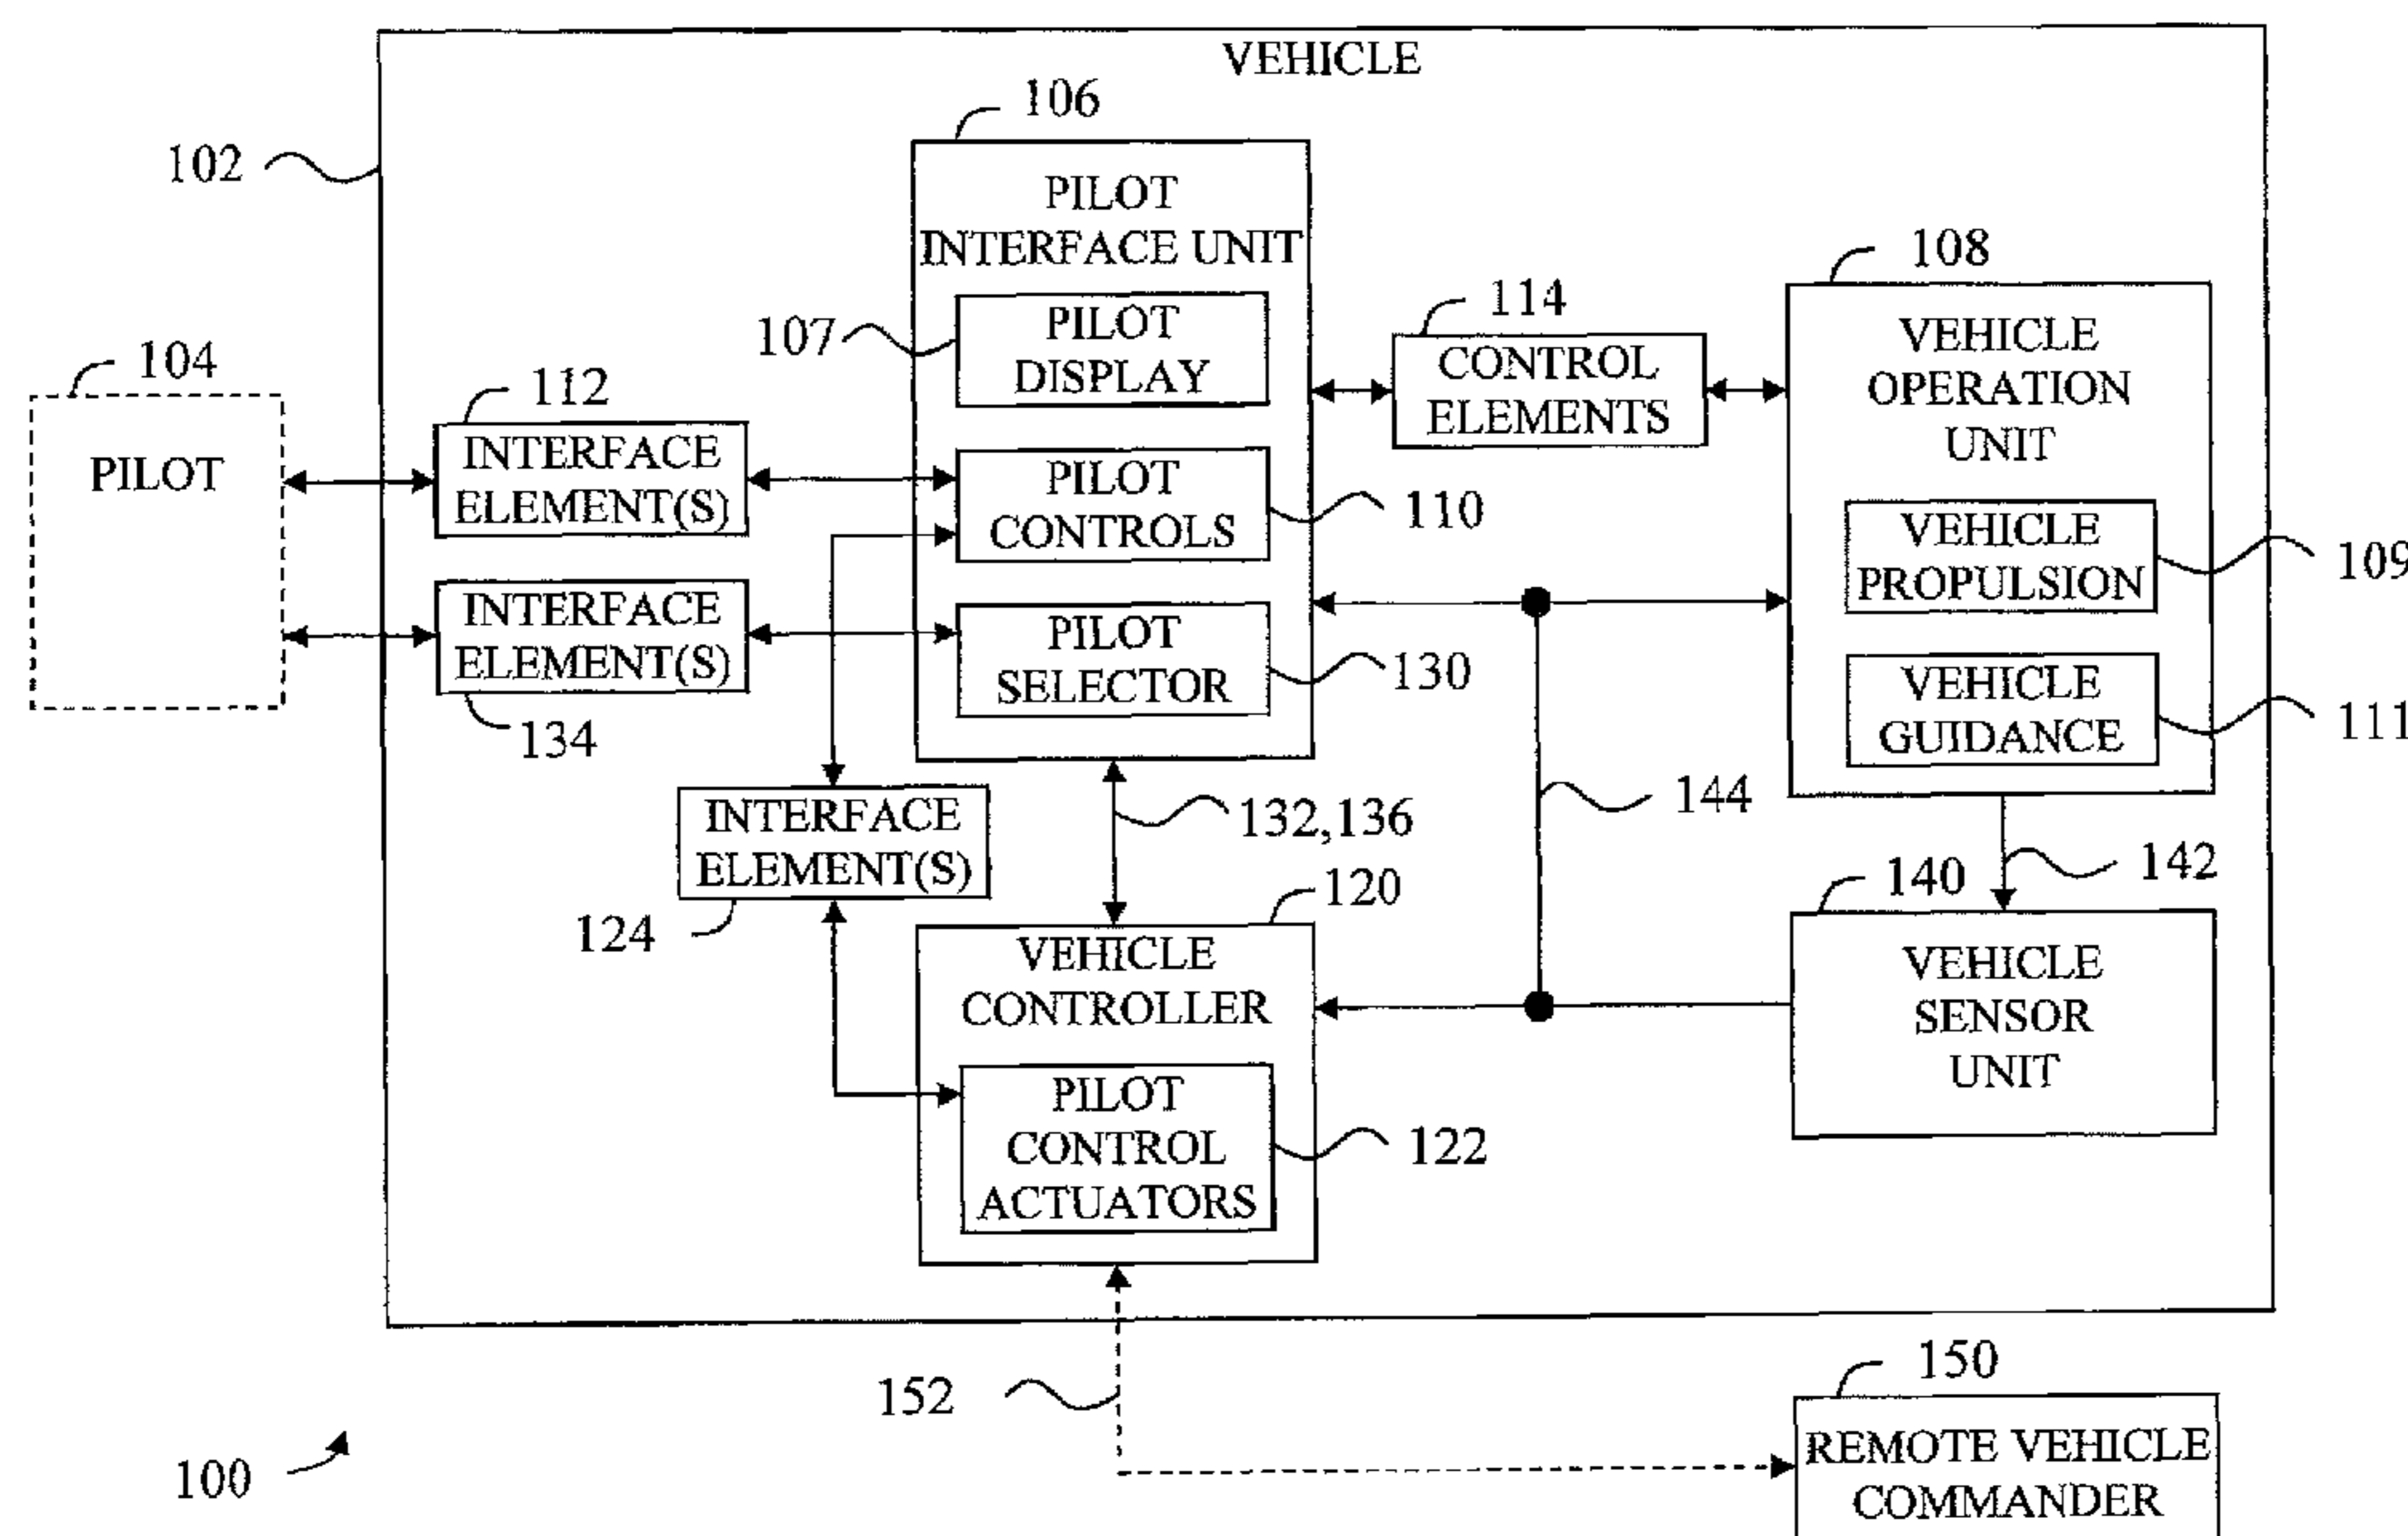 VEHICLE
106
102
PILOT
INTERFACE UNIT
108
114
107
PILOT
DISPLAY
CONTROL
ELEMENTS
VEHICLE
OPERATION
UNIT
104
112
PILOT
INTERFACE
ELEMENT(S)
PILOT
CONTROLS
110
VEHICLE
PROPULSION
109
INTERFACE
ELEMENT(S)
134
PILOT
SELECTOR
130
VEHICLE
GUIDANCE
111
INTERFACE
ELEMENT(S)
124
132,136
144
142
120
140
VEHICLE
CONTROLLER
VEHICLE
SENSOR
UNIT
PILOT
CONTROL
ACTUATORS
122
152
150
100
REMOTE VEHICLE
COMMANDER